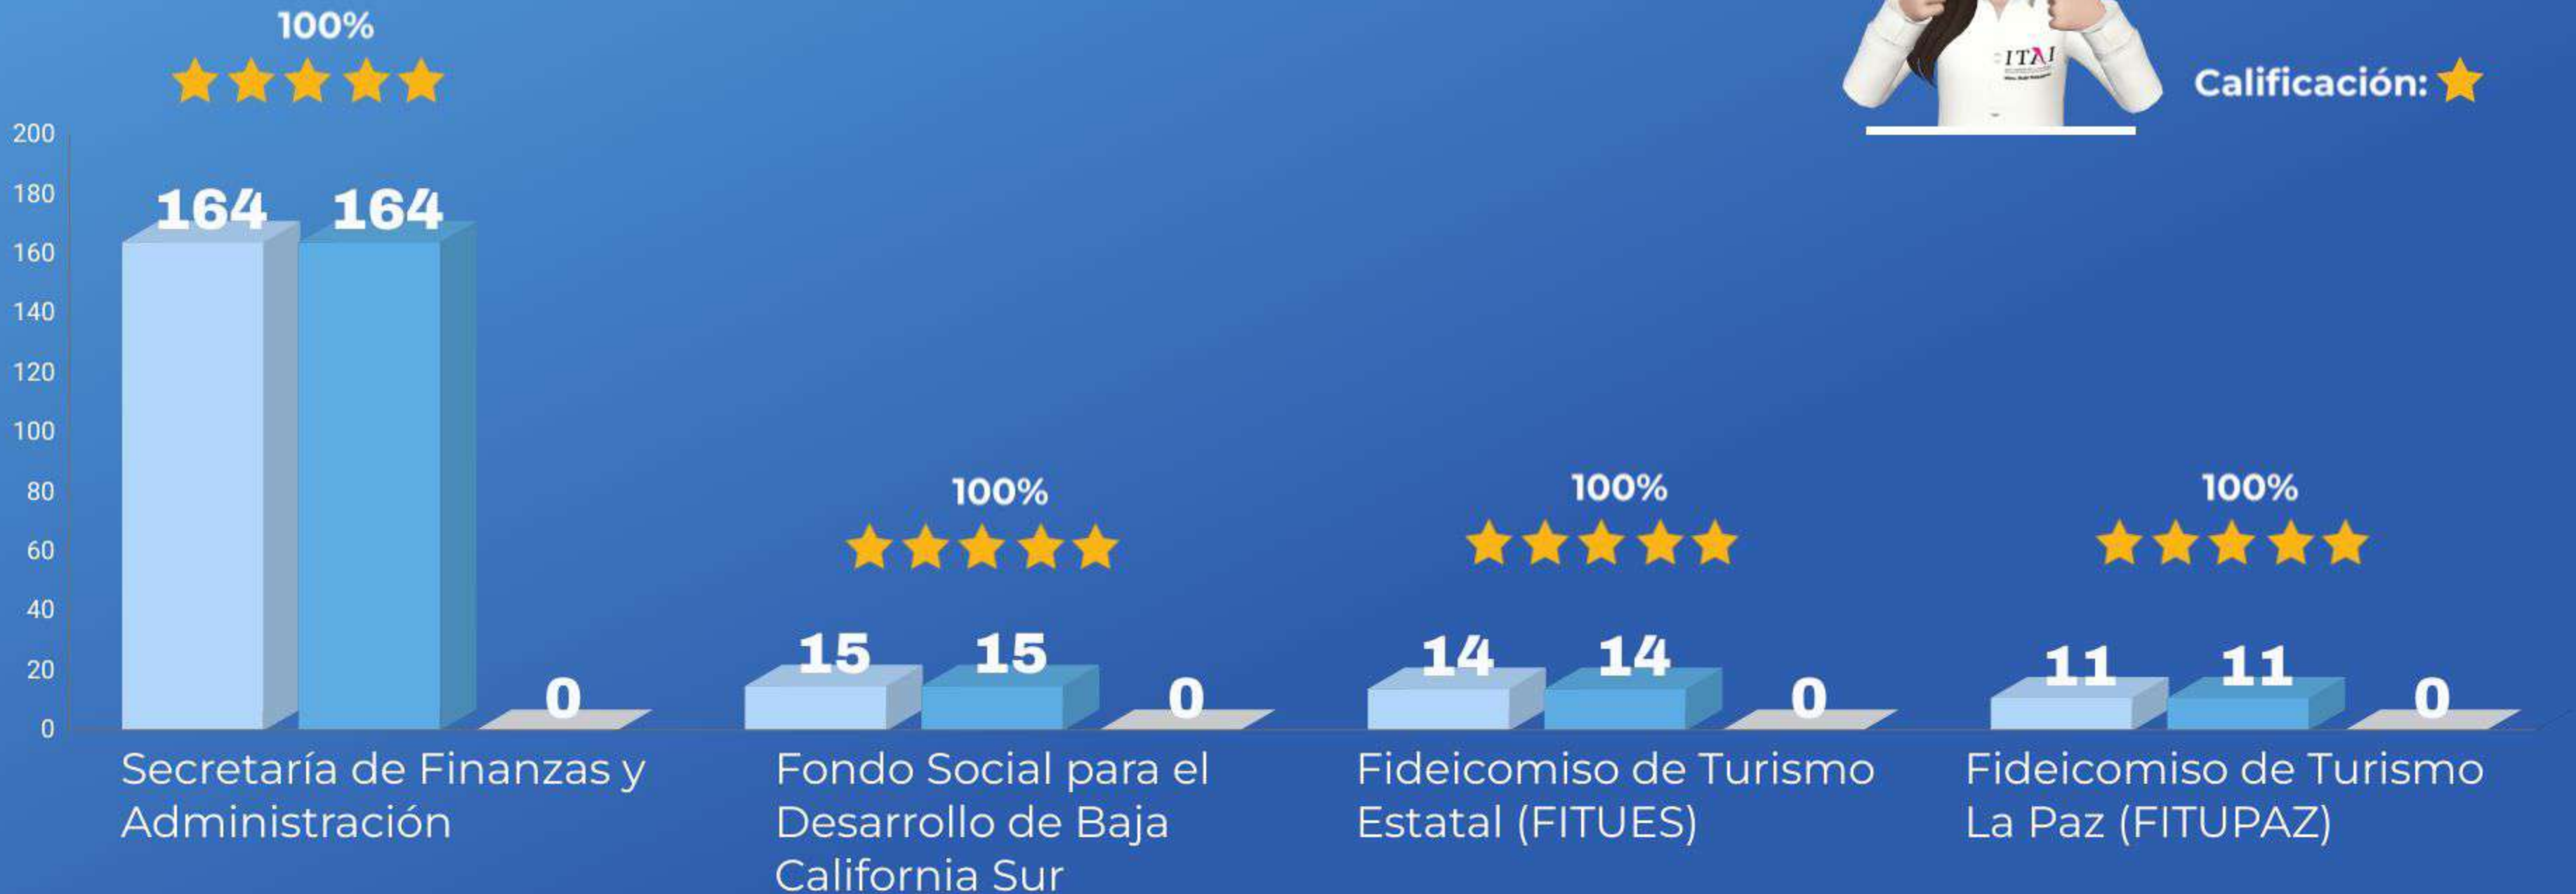 100%
ITAI
Calificación:
200
180
160
140
120
100
80
60
40
20
0
164
164
0
100%
15
15
0
100%
14
14
0
100%
11
11
0
Secretaría de Finanzas y
Administración
Fondo Social para el
Desarrollo de Baja
California Sur
Fideicomiso de Turismo
Estatal (FITUES)
Fideicomiso de Turismo
La Paz (FITUPAZ)